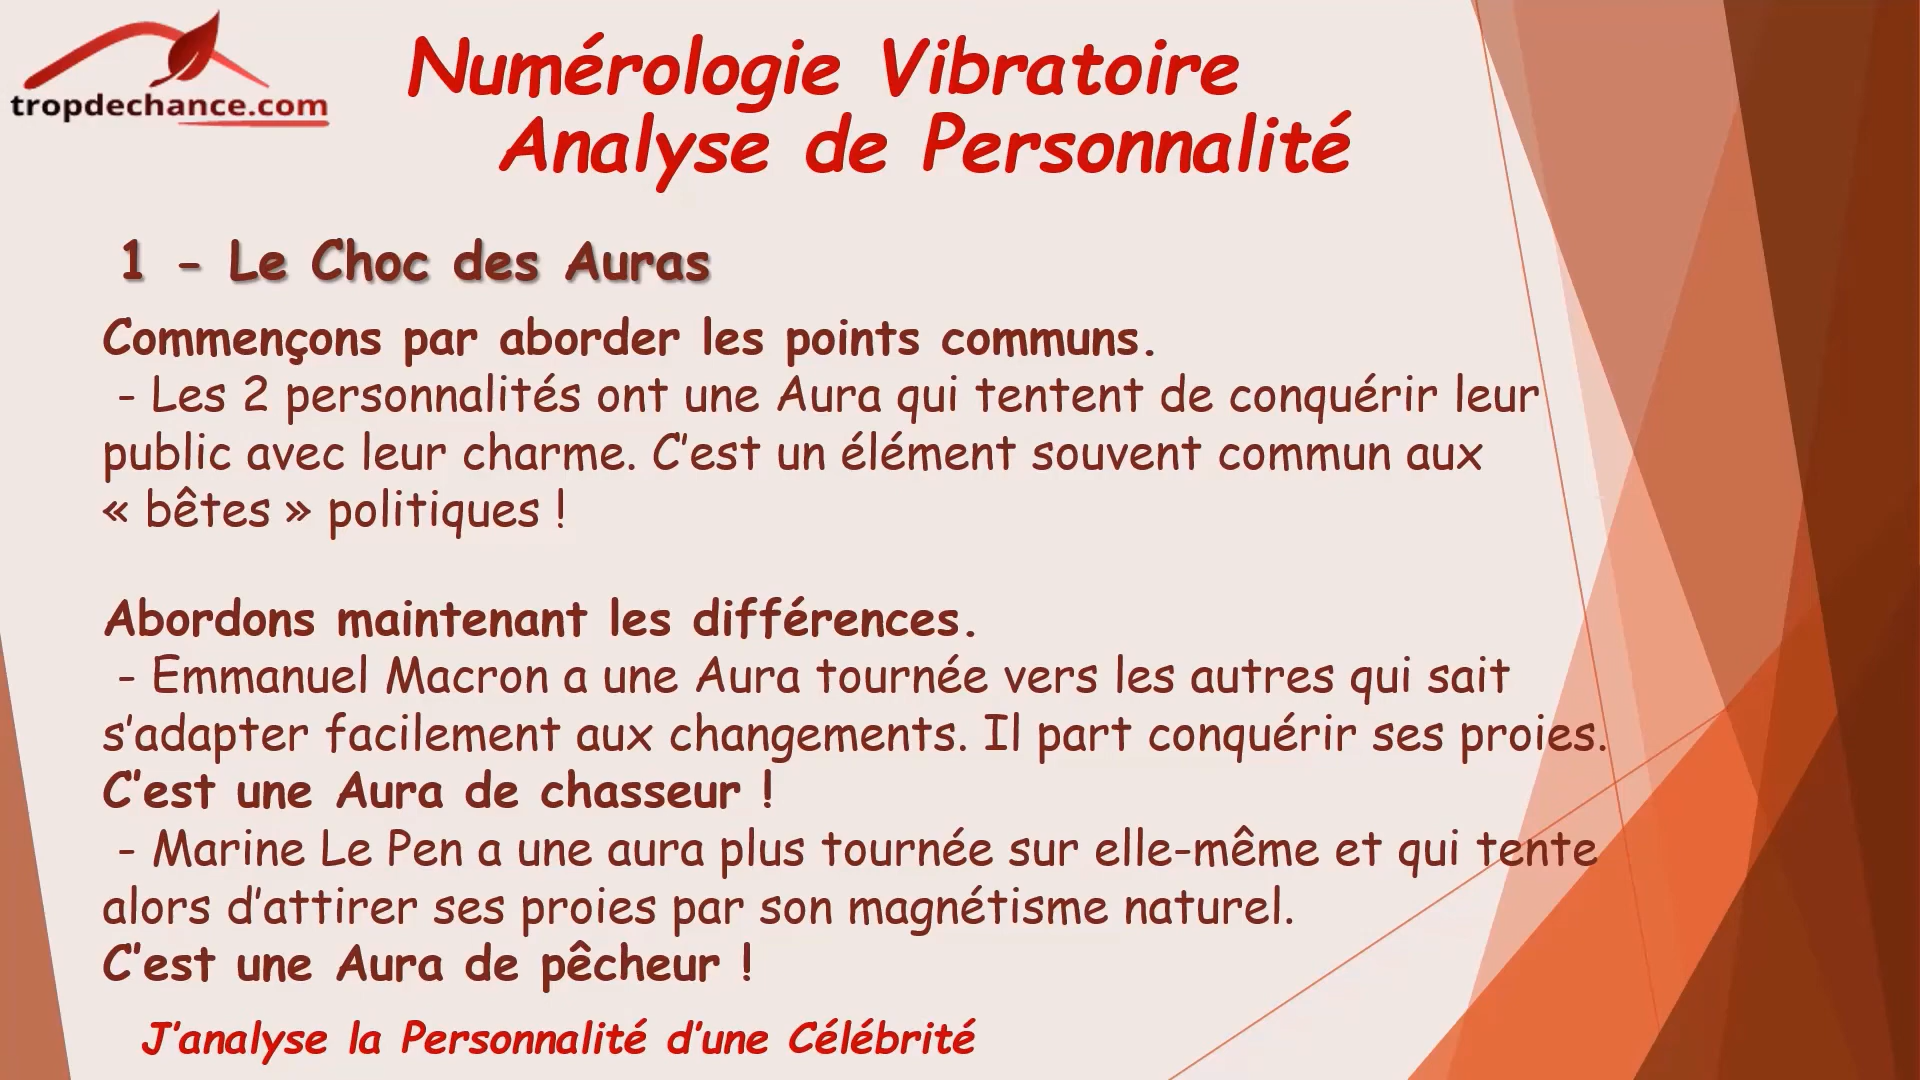 tropdechance.com
Numérologie Vibratoire
Analyse de Personnalité
1 - Le Choc des Auras
Commençons par aborder les points communs.
- Les 2 personnalités ont une Aura qui tentent de conquérir leur
public avec leur charme. C’est un élément souvent commun aux
« bêtes » politiques !
Abordons maintenant les différences.
- Emmanuel Macron a une Aura tournée vers les autres qui sait
s’adapter facilement aux changements. Il part conquérir ses proies.
C’est une Aura de chasseur !
- Marine Le Pen a une aura plus tournée sur elle-même et qui tente
alors d’attirer ses proies par son magnétisme naturel.
C’est une Aura de pêcheur !
J’analyse la Personnalité d’une Célébrité